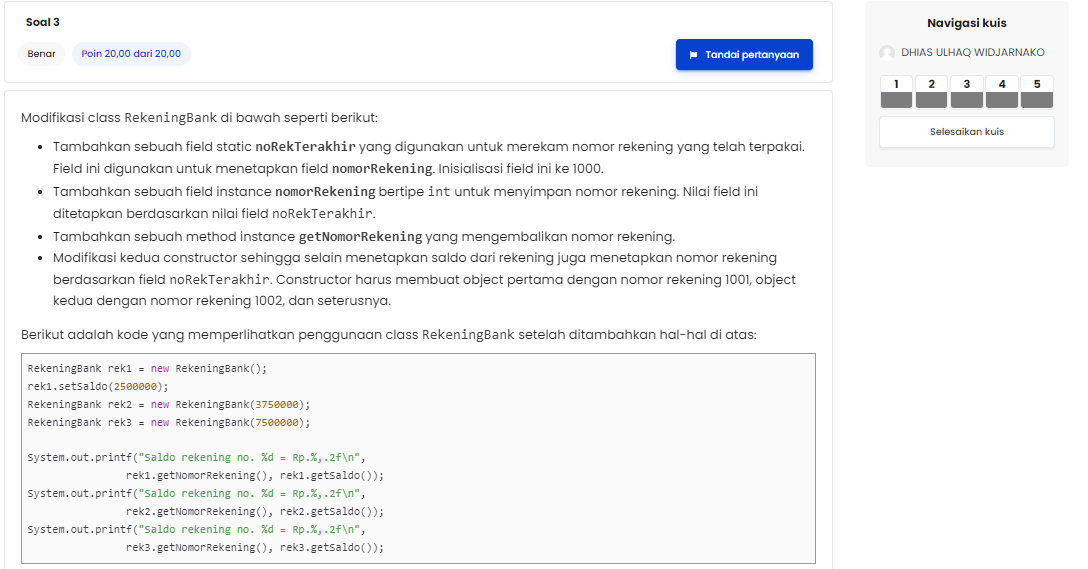 Soal 3
Benar
Poin 20,00 dari 20,00
Tandai pertanyaan
Modifikasi class RekeningBank di bawah seperti berikut:
• Tambahkan sebuah field static noRekTerakhir yang digunakan untuk merekam nomor rekening yang telah terpakai.
Field ini digunakan untuk menetapkan field nomorRekening. Inisialisasi field ini ke 1000.
• Tambahkan sebuah field instance nomorRekening bertipe int untuk menyimpan nomor rekening. Nilai field ini
ditetapkan berdasarkan nilai field noRekTerakhir.
• Tambahkan sebuah method instance getNomorRekening yang mengembalikan nomor rekening.
• Modifikasi kedua constructor sehingga selain menetapkan saldo dari rekening juga menetapkan nomor rekening
berdasarkan field noRekTerakhir. Constructor harus membuat object pertama dengan nomor rekening 1001, object
kedua dengan nomor rekening 1002, dan seterusnya.
Berikut adalah kode yang memperlihatkan penggunaan class RekeningBank setelah ditambahkan hal-hal di atas:
RekeningBank rek1 = new RekeningBank();
rek1.setSaldo(2500000);
RekeningBank rek2 = new RekeningBank(3750000);
RekeningBank rek3 = new RekeningBank(7500000);
System.out.printf("Saldo rekening no. %d = Rp.%,.2f\n",
rek1.getNomorRekening(), rek1.getSaldo());
System.out.printf("Saldo rekening no. %d = Rp.%,.2f\n",
rek2.getNomorRekening(), rek2.getSaldo());
System.out.printf("Saldo rekening no. %d = Rp.%,.2f\n",
rek3.getNomorRekening(), rek3.getSaldo());
Navigasi kuis
DHIAS ULHAQ WIDJARNAKO
1 2 3 4 5
Selesaikan kuis